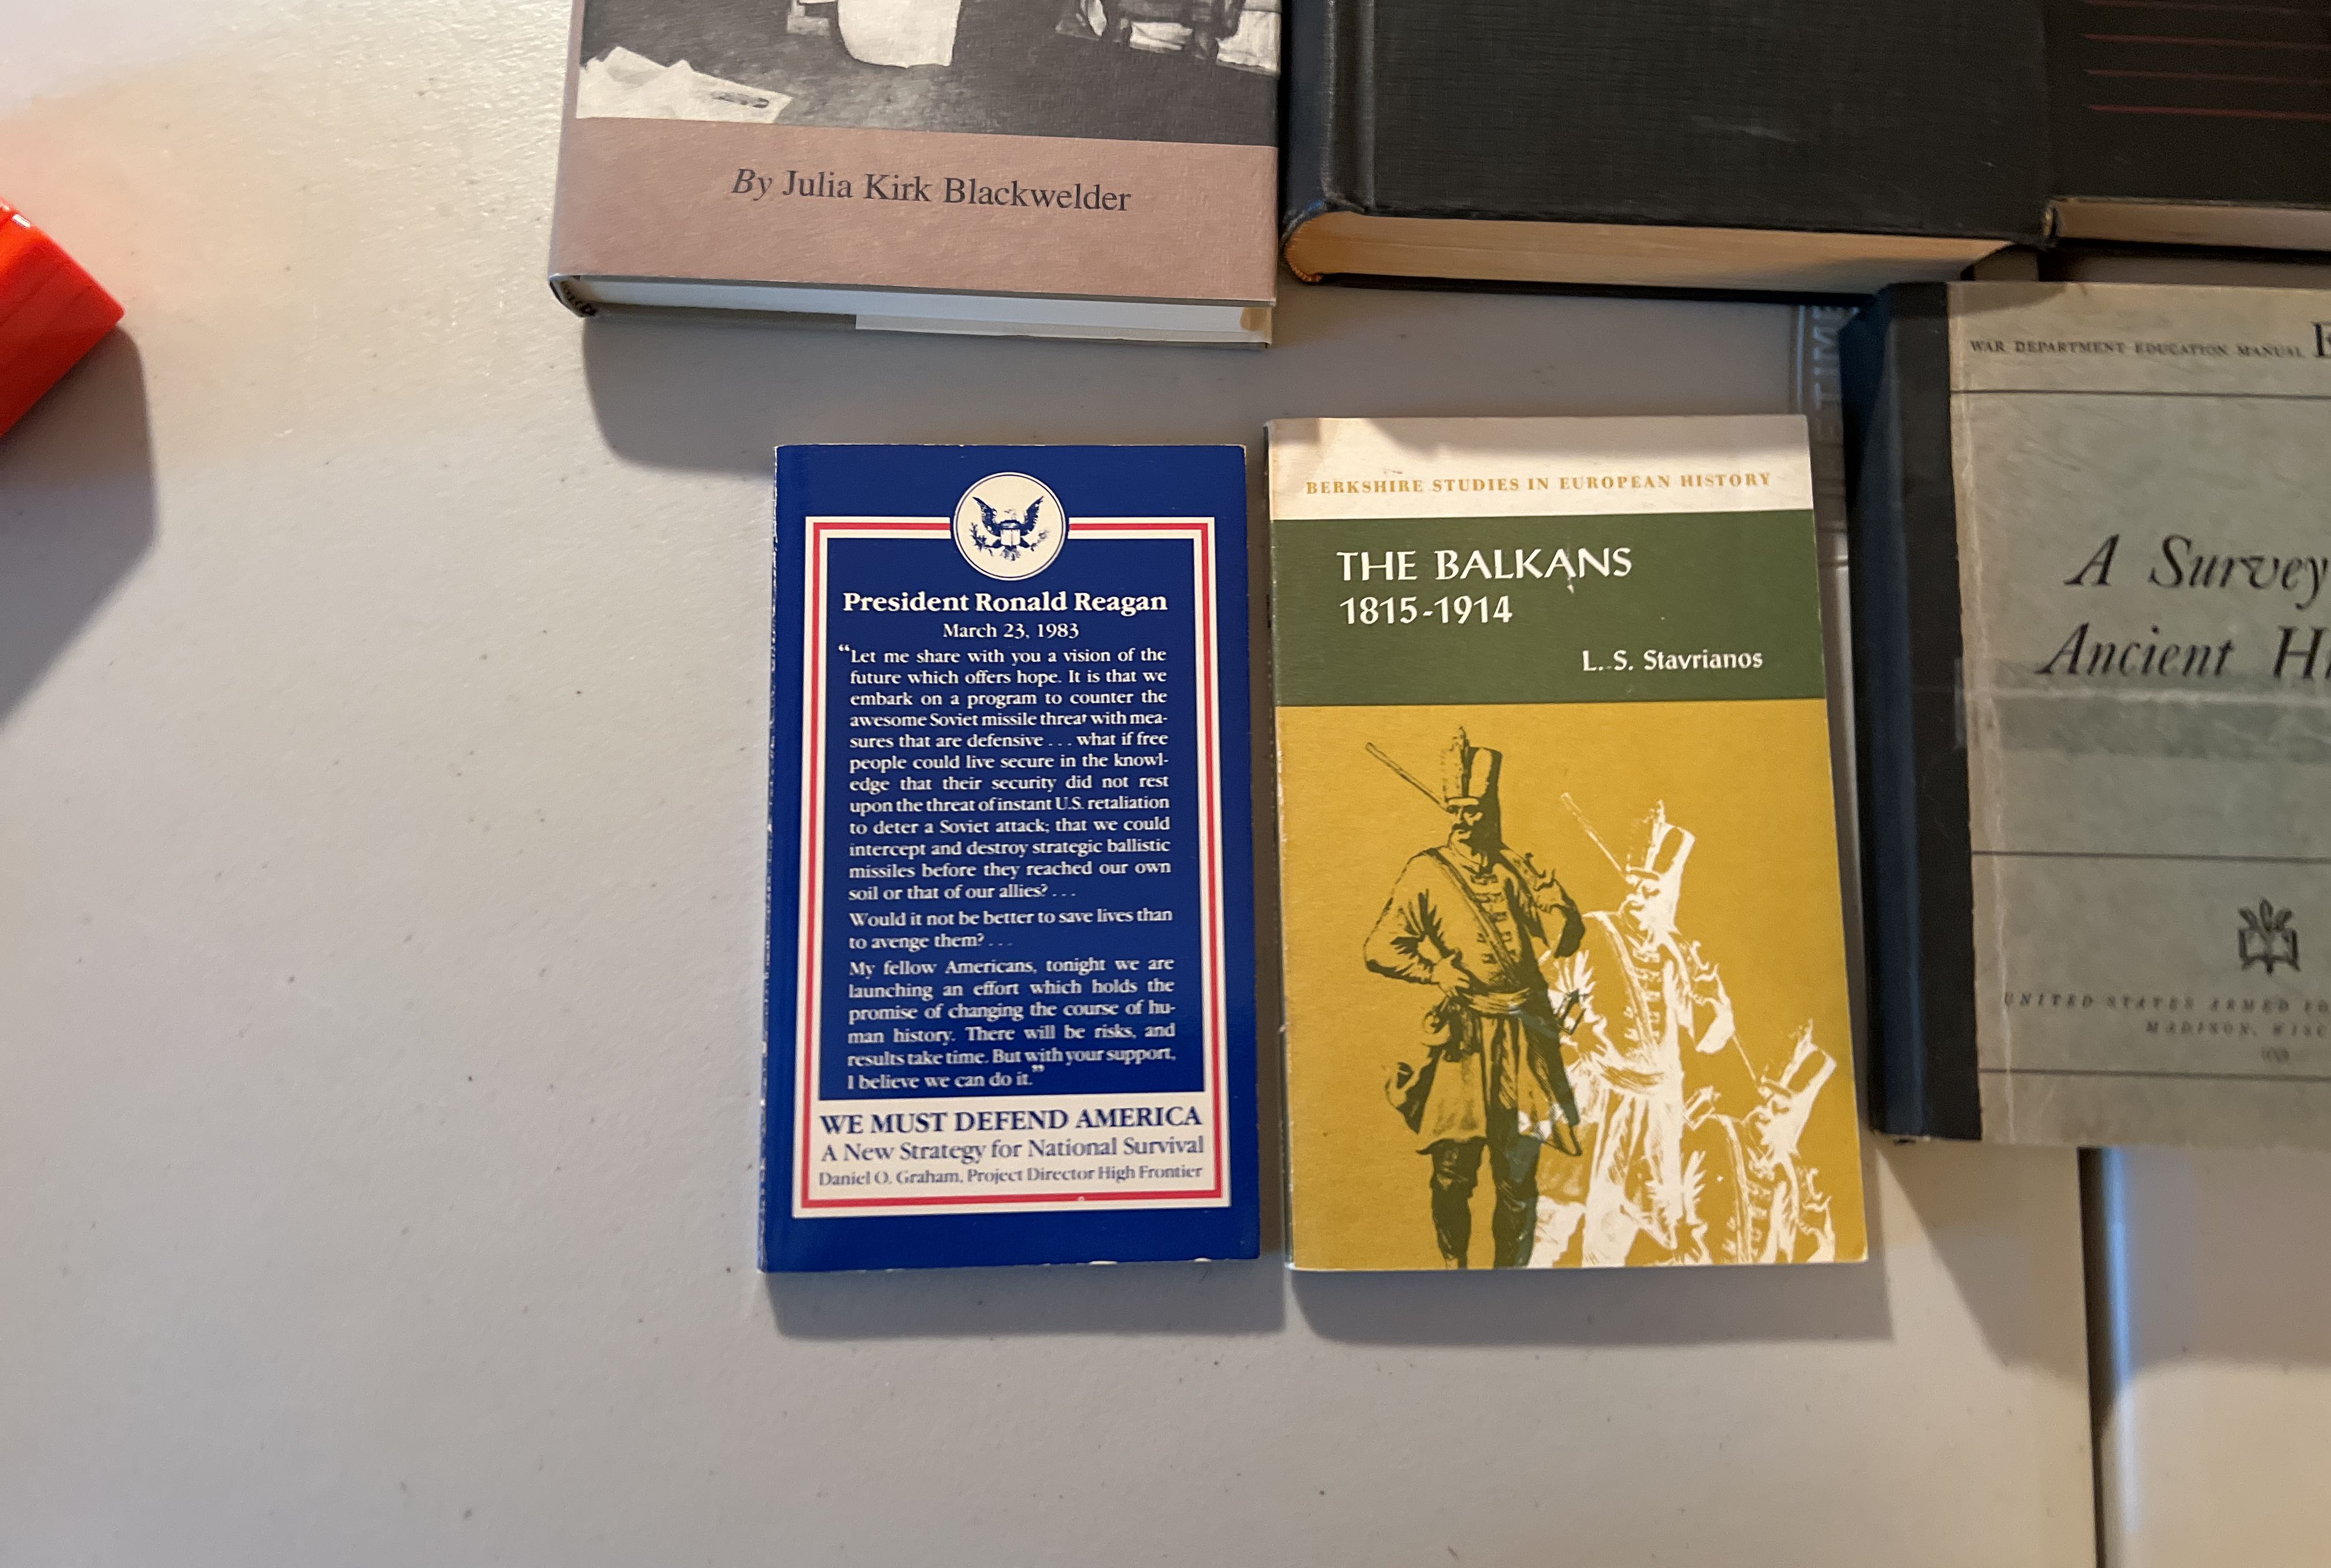 By Julia Kirk Blackwelder
President Ronald Reagan
March 23, 1983
“Let me share with you a vision of the
future which offers hope. It is that we
embark on a program to counter the
awesome Soviet missile threat with mea-
sures that are defensive . . . what if free
people could live secure in the knowl-
edge that their security did not rest
upon the threat of instant U.S. retaliation
to deter a Soviet attack; that we could
intercept and destroy strategic ballistic
missiles before they reached our own
soil or that of our allies? . . .
Would it not be better to save lives than
to avenge them? . . .
My fellow Americans, tonight we are
launching an effort which holds the
promise of changing the course of hu-
man history. There will be risks, and
results take time. But with your support,
I believe we can do it.”
WE MUST DEFEND AMERICA
A New Strategy for National Survival
Daniel O. Graham, Project Director High Frontier
BERKSHIRE STUDIES IN EUROPEAN HISTORY
THE BALKANS
1815-1914
L. S. Stavrianos
WAR DEPARTMENT EDUCATION MANUAL
A Survey
Ancient
UNITED STATES ARMED
MADISON,
TIME